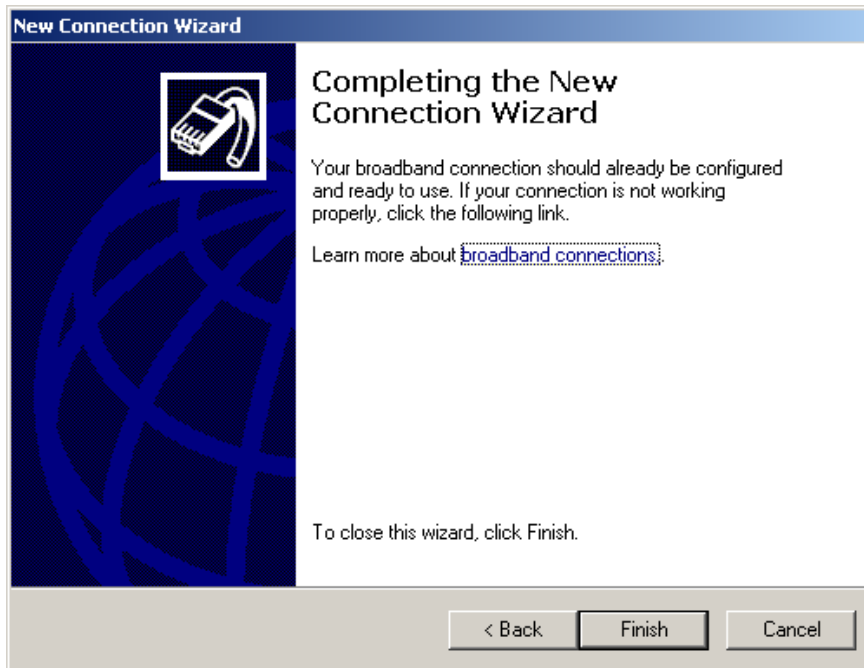 New Connection Wizard
Completing the New
Connection Wizard
Your broadband connection should already be configured
and ready to use. If your connection is not working
properly, click the following link.
Learn more about broadband connections.
To close this wizard, click Finish.
< Back Finish Cancel